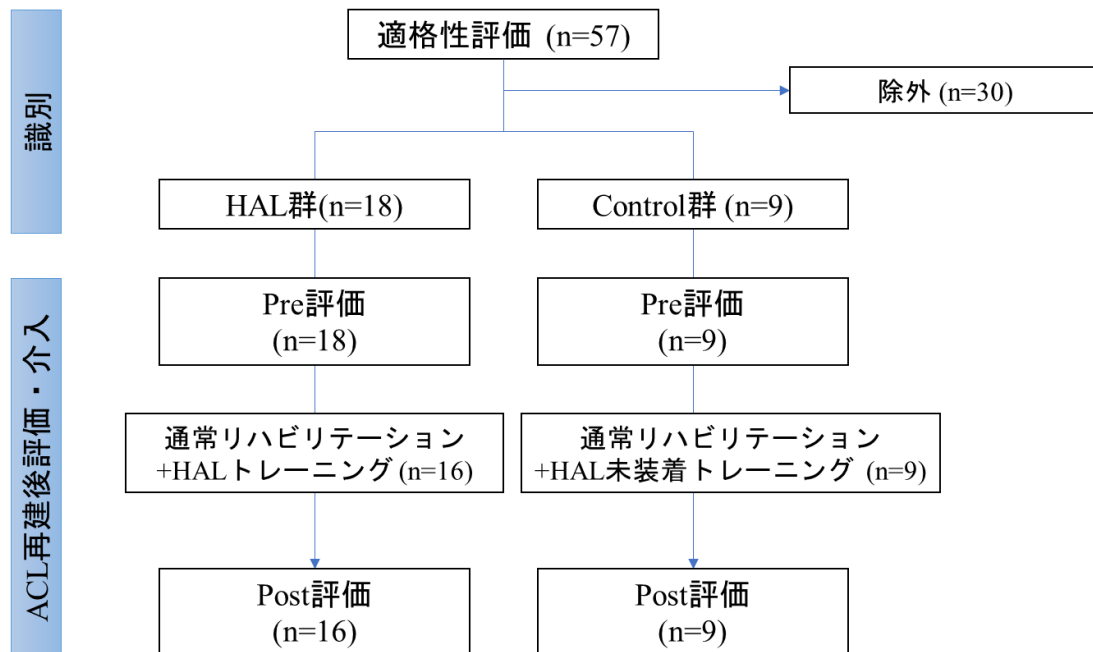 適格性評価 (n=57)
除外 (n=30)
識別
HAL群(n=18)
Control群 (n=9)
ACL再建後評価・介入
Pre評価
(n=18)
Pre評価
(n=9)
通常リハビリテーション
+HALトレーニング (n=16)
通常リハビリテーション
+HAL未装着トレーニング (n=9)
Post評価
(n=16)
Post評価
(n=9)